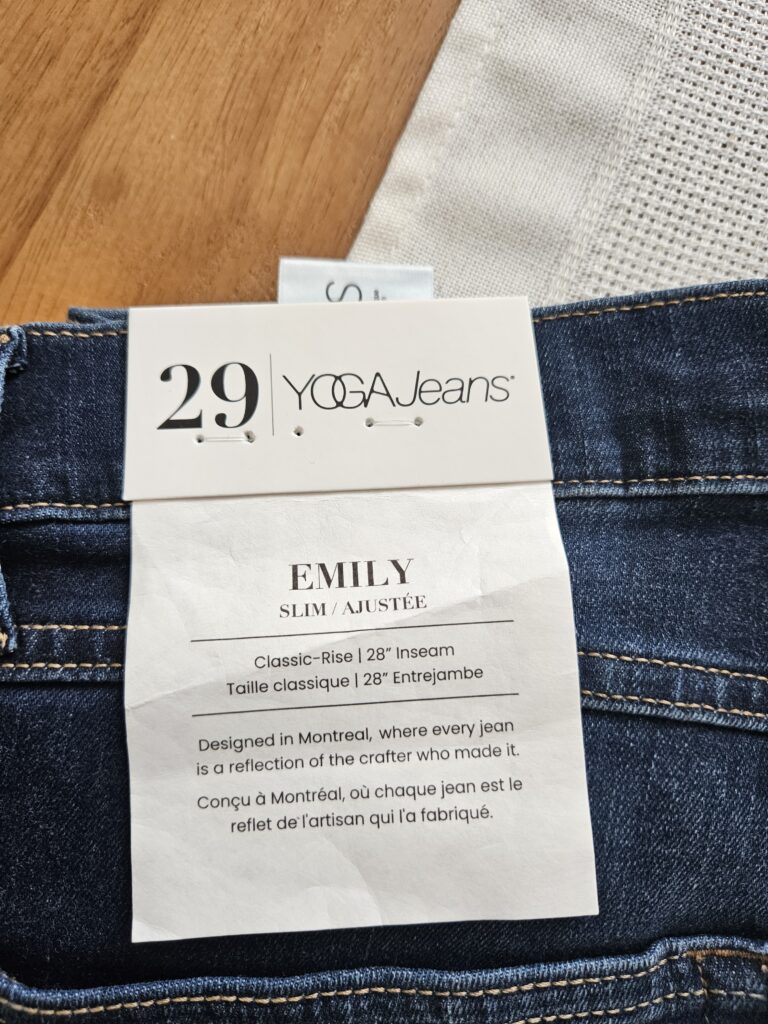 S
29 YOGAJeans
EMILY
SLIM / AJUSTÉE
Classic-Rise | 28" Inseam
Taille classique | 28" Entrejambe
Designed in Montreal, where every jean
is a reflection of the crafter who made it.
Conçu à Montréal, où chaque jean est le
reflet de l'artisan qui l'a fabriqué.